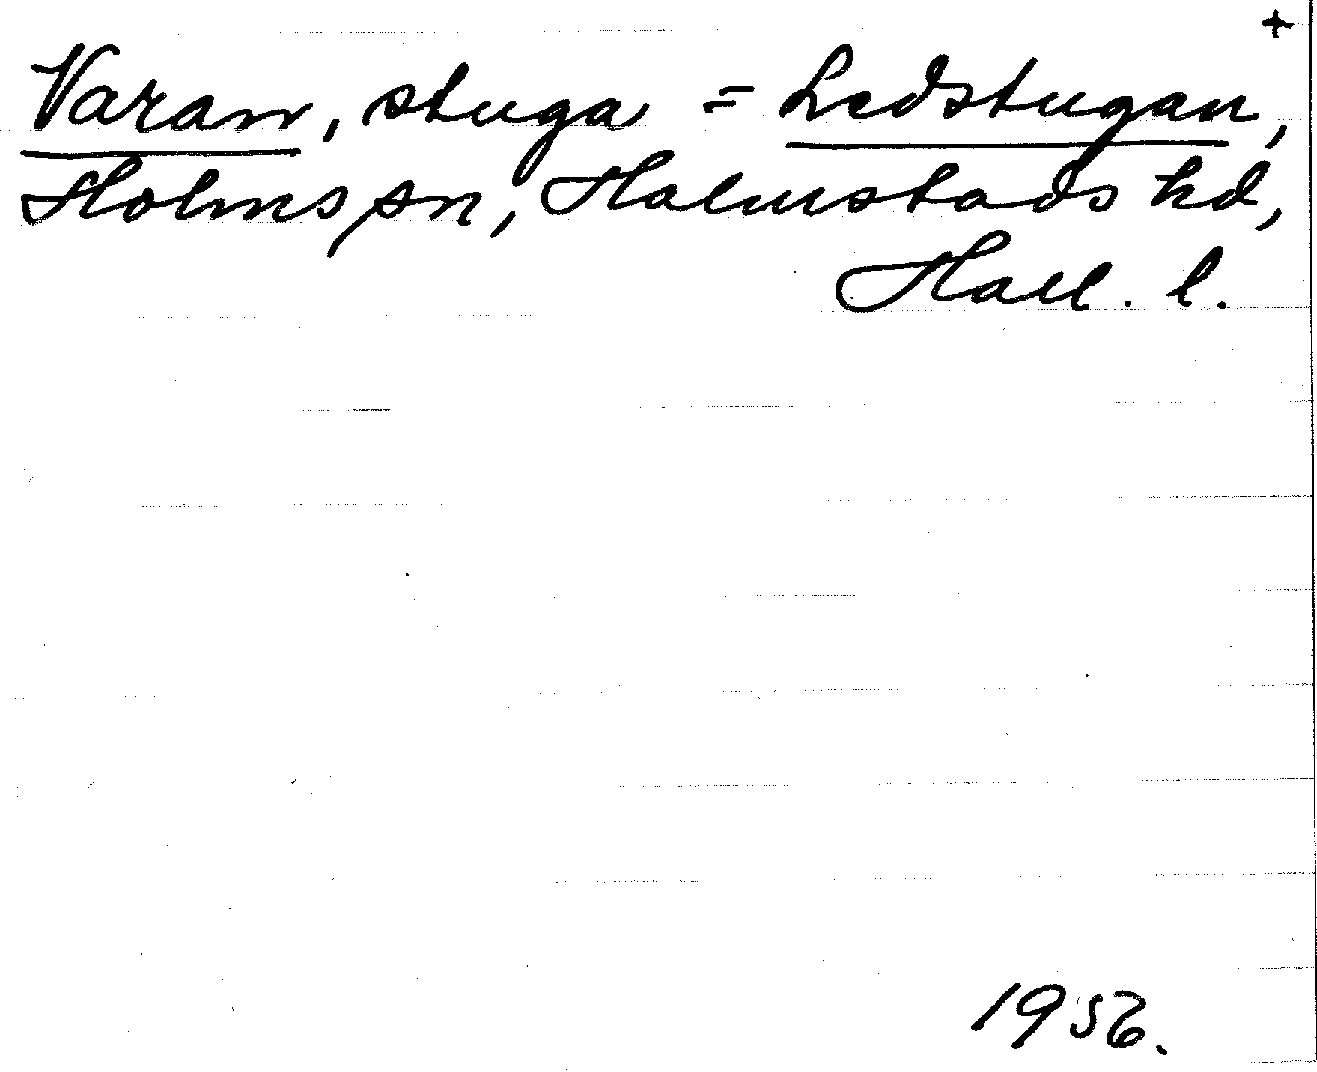 +
Varan, stuga = Ledstugan,
Holms sn, Halmstads hd,
Hall. l.
1956.